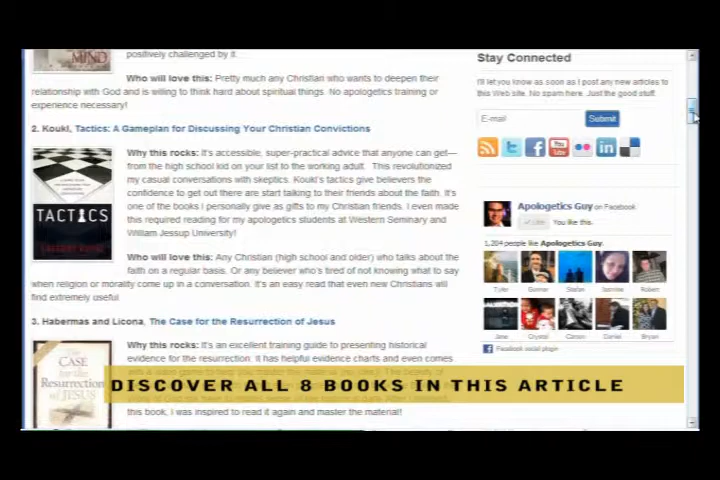 MIND
positively challenged by it.
Who will love this: Pretty much any Christian who wants to deepen their
relationship with God and is willing to think hard about spiritual things. No apologetics training or
experience necessary!
2. Koukl, Tactics: A Gameplan for Discussing Your Christian Convictions
Why this rocks: It's accessible, super-practical advice that anyone can get—
from the high school kid on your list to the working adult. This revolutionized
my casual conversations with skeptics. Koukl's tactics give believers the
confidence to get out there are start talking to their friends about the faith. It's
one of the books I personally give as gifts to my Christian friends. I even made
this required reading for my apologetics students at Western Seminary and
William Jessup University!
TACTICS
GREGORY KOUKL
Who will love this: Any Christian (high school and older) who talks about the
faith on a regular basis. Or any believer who's tired of not knowing what to say
when religion or morality come up in a conversation. It's an easy read that even new Christians will
find extremely useful.
3. Habermas and Licona, The Case for the Resurrection of Jesus
Why this rocks: It's an excellent training guide to presenting historical
evidence for the resurrection. It has helpful evidence charts and even comes
this book, I was inspired to read it again and master the material!
The CASE
for the
Resurrection
of JESUS
DISCOVER ALL 8 BOOKS IN THIS ARTICLE
Stay Connected
I'll let you know as soon as I post any new articles to
this Web site. No spam here. Just the good stuff.
E-mail
Submit
You
Tube
Apologetics Guy on Facebook
Like You like this.
1,204 people like Apologetics Guy.
Tyler Gunnar Stefan Jasmine Robert
Jane Crystal Carson Daniel Bryan
Facebook social plugin